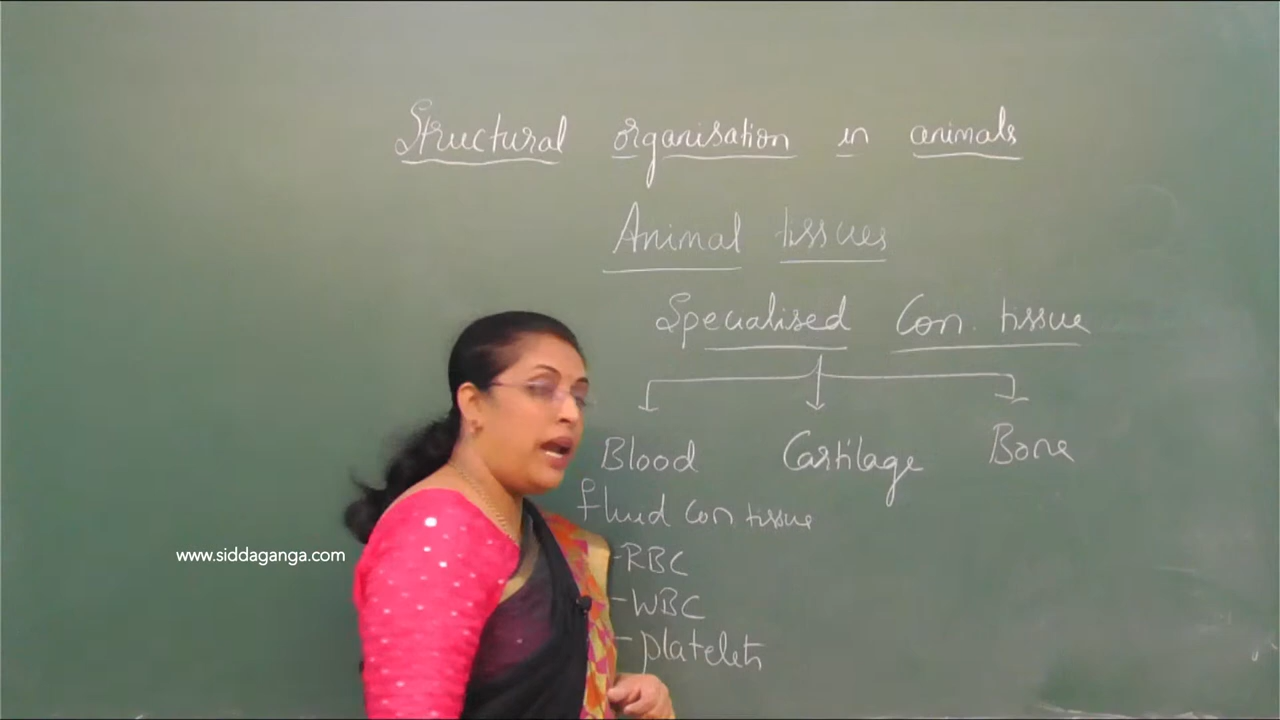 Structural organisation in animals
Animal tissues
Specialised Con. tissue
Blood Cartilage Bone
fluid con tissue
-RBC
-WBC
-platelets
www.siddaganga.com